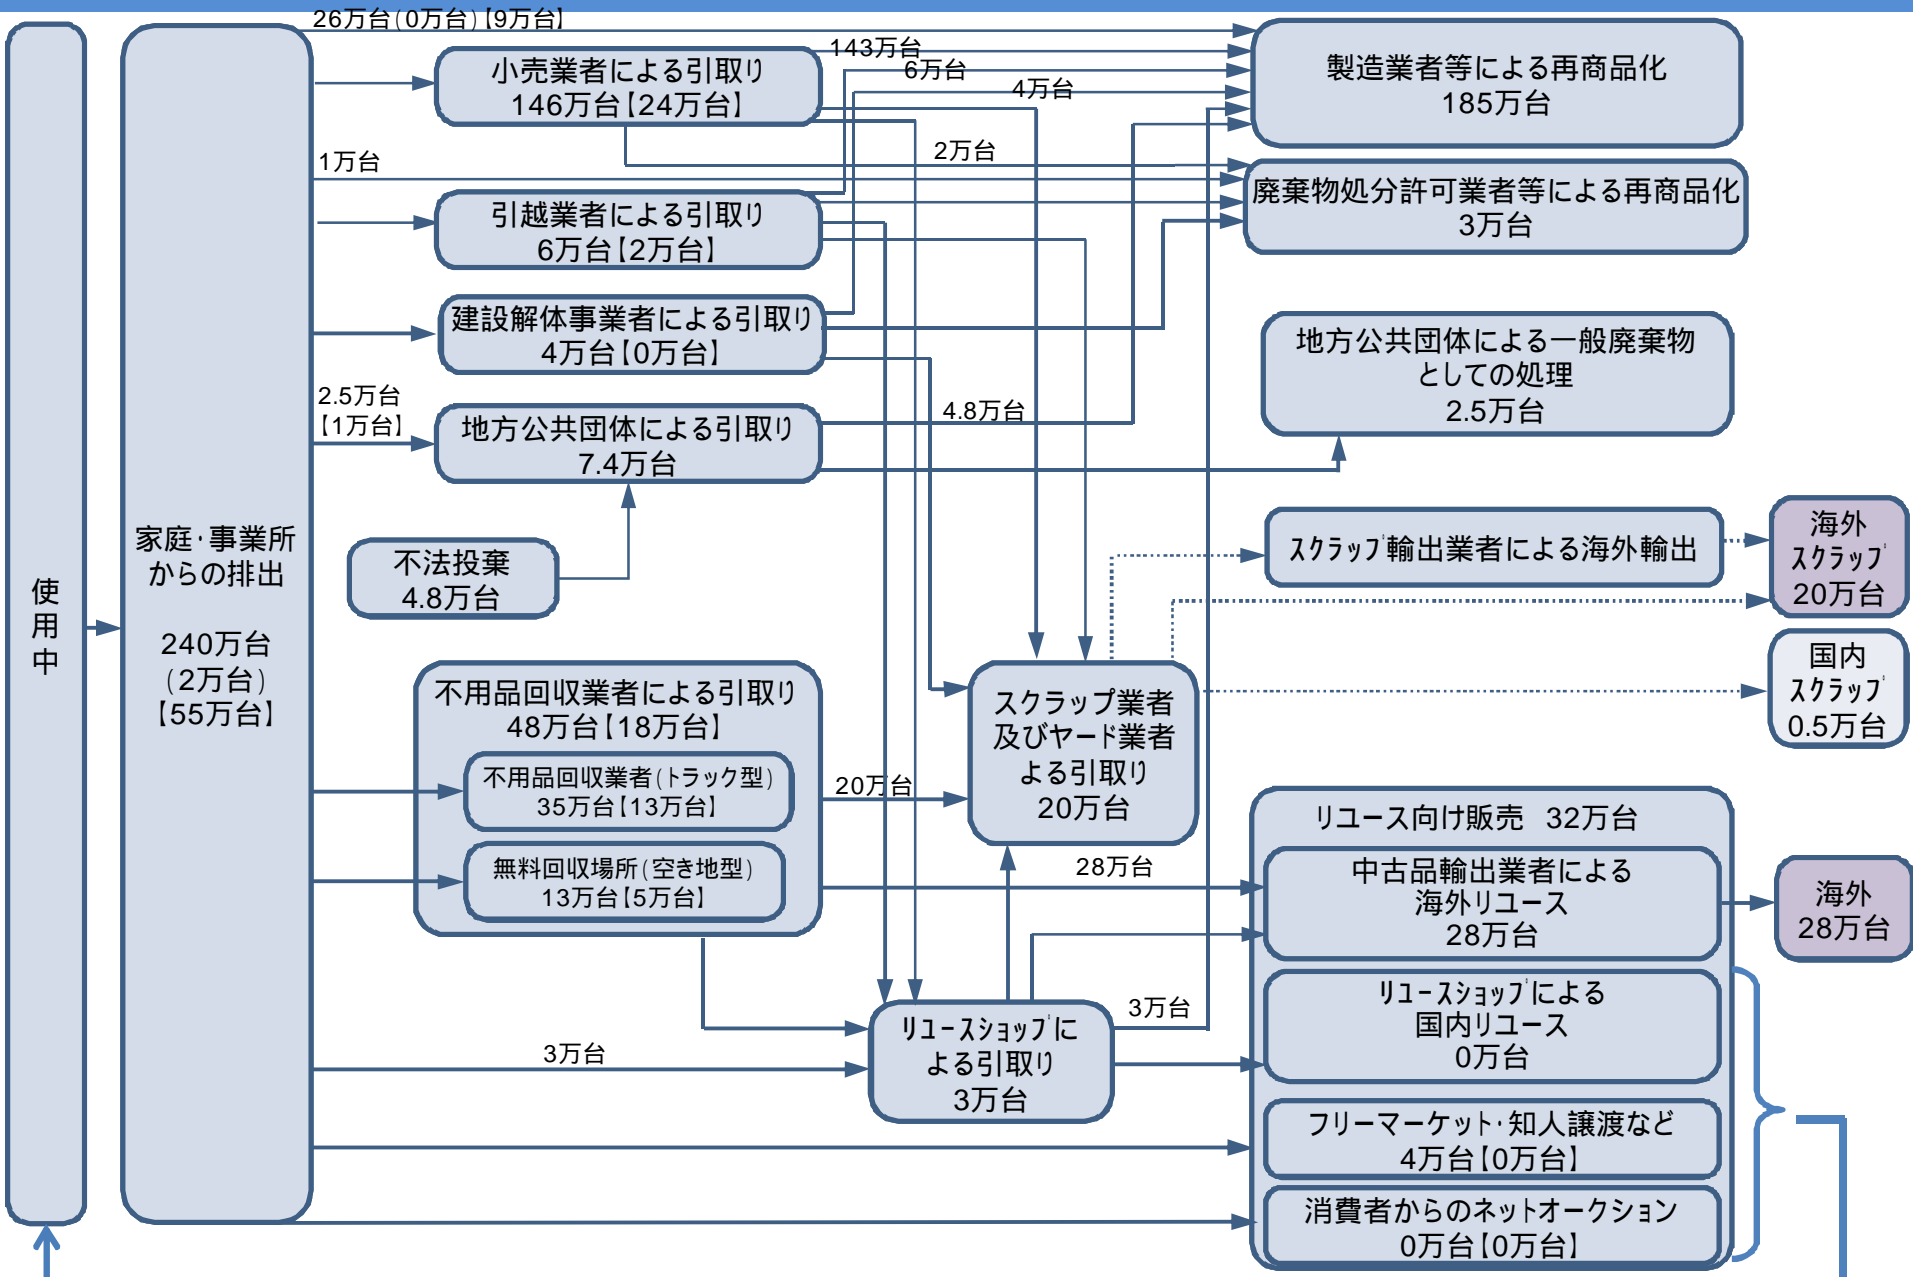 26万台(0万台)【9万台】
小売業者による引取り
146万台【24万台】
143万台
6万台
4万台
製造業者等による再商品化
185万台
1万台
2万台
引越業者による引取り
6万台【2万台】
廃棄物処分許可業者等による再商品化
3万台
建設解体事業者による引取り
4万台【0万台】
地方公共団体による一般廃棄物
としての処理
2.5万台
2.5万台
【1万台】
地方公共団体による引取り
7.4万台
4.8万台
不法投棄
4.8万台
使用中
家庭・事業所
からの排出
240万台
(2万台)
【55万台】
スクラップ輸出業者による海外輸出
海外
スクラップ
20万台
国内
スクラップ
0.5万台
不用品回収業者による引取り
48万台【18万台】
不用品回収業者(トラック型)
35万台【13万台】
無料回収場所(空き地型)
13万台【5万台】
20万台
スクラップ業者
及びヤード業者
よる引取り
20万台
28万台
リユース向け販売 32万台
中古品輸出業者による
海外リユース
28万台
海外
28万台
リユースショップによる
国内リユース
0万台
3万台
リユースショップに
よる引取り
3万台
3万台
フリーマーケット・知人譲渡など
4万台【0万台】
消費者からのネットオークション
0万台【0万台】